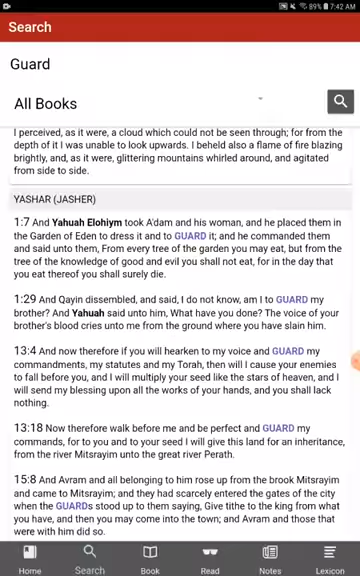 89% 7:42 AM
Search
Guard
All Books
I perceived, as it were, a cloud which could not be seen through; for from the
depth of it I was unable to look upwards. I beheld also a flame of fire blazing
brightly, and, as it were, glittering mountains whirled around, and agitated
from side to side.
YASHAR (JASHER)
1:7 And Yahuah Elohiym took A'dam and his woman, and he placed them in
the Garden of Eden to dress it and to GUARD it; and he commanded them
and said unto them, From every tree of the garden you may eat, but from the
tree of the knowledge of good and evil you shall not eat, for in the day that
you eat thereof you shall surely die.
1:29 And Qayin dissembled, and said, I do not know, am I to GUARD my
brother? And Yahuah said unto him, What have you done? The voice of your
brother's blood cries unto me from the ground where you have slain him.
13:4 And now therefore if you will hearken to my voice and GUARD my
commandments, my statutes and my Torah, then will I cause your enemies
to fall before you, and I will multiply your seed like the stars of heaven, and I
will send my blessing upon all the works of your hands, and you shall lack
nothing.
13:18 Now therefore walk before me and be perfect and GUARD my
commands, for to you and to your seed I will give this land for an inheritance,
from the river Mitsrayim unto the great river Perath.
15:8 And Avram and all belonging to him rose up from the brook Mitsrayim
and came to Mitsrayim; and they had scarcely entered the gates of the city
when the GUARDs stood up to them saying, Give tithe to the king from what
you have, and then you may come into the town; and Avram and those that
were with him did so.
Home Search Book Read Notes Lexicon